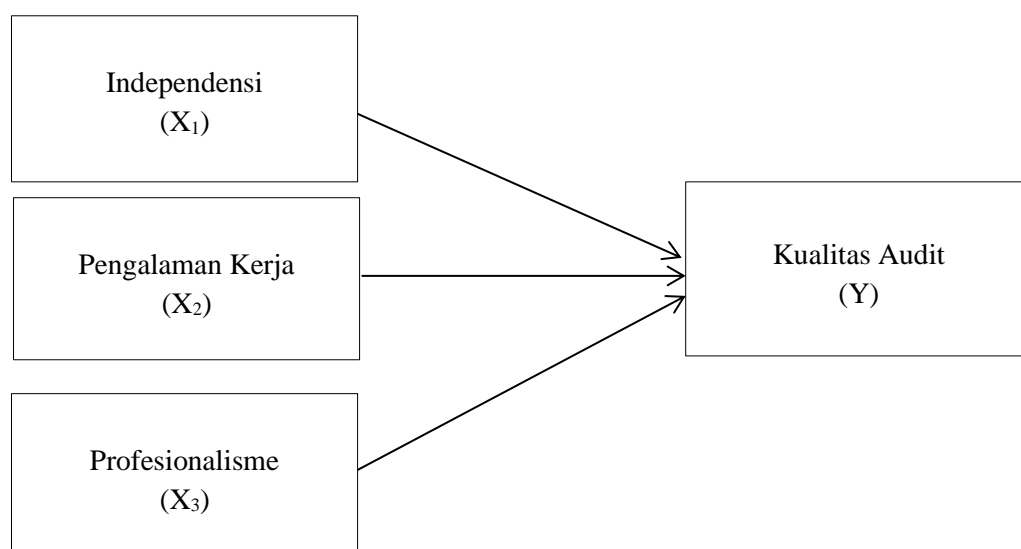 Independensi
(X₁)
Pengalaman Kerja
(X₂)
Profesionalisme
(X₃)
Kualitas Audit
(Y)